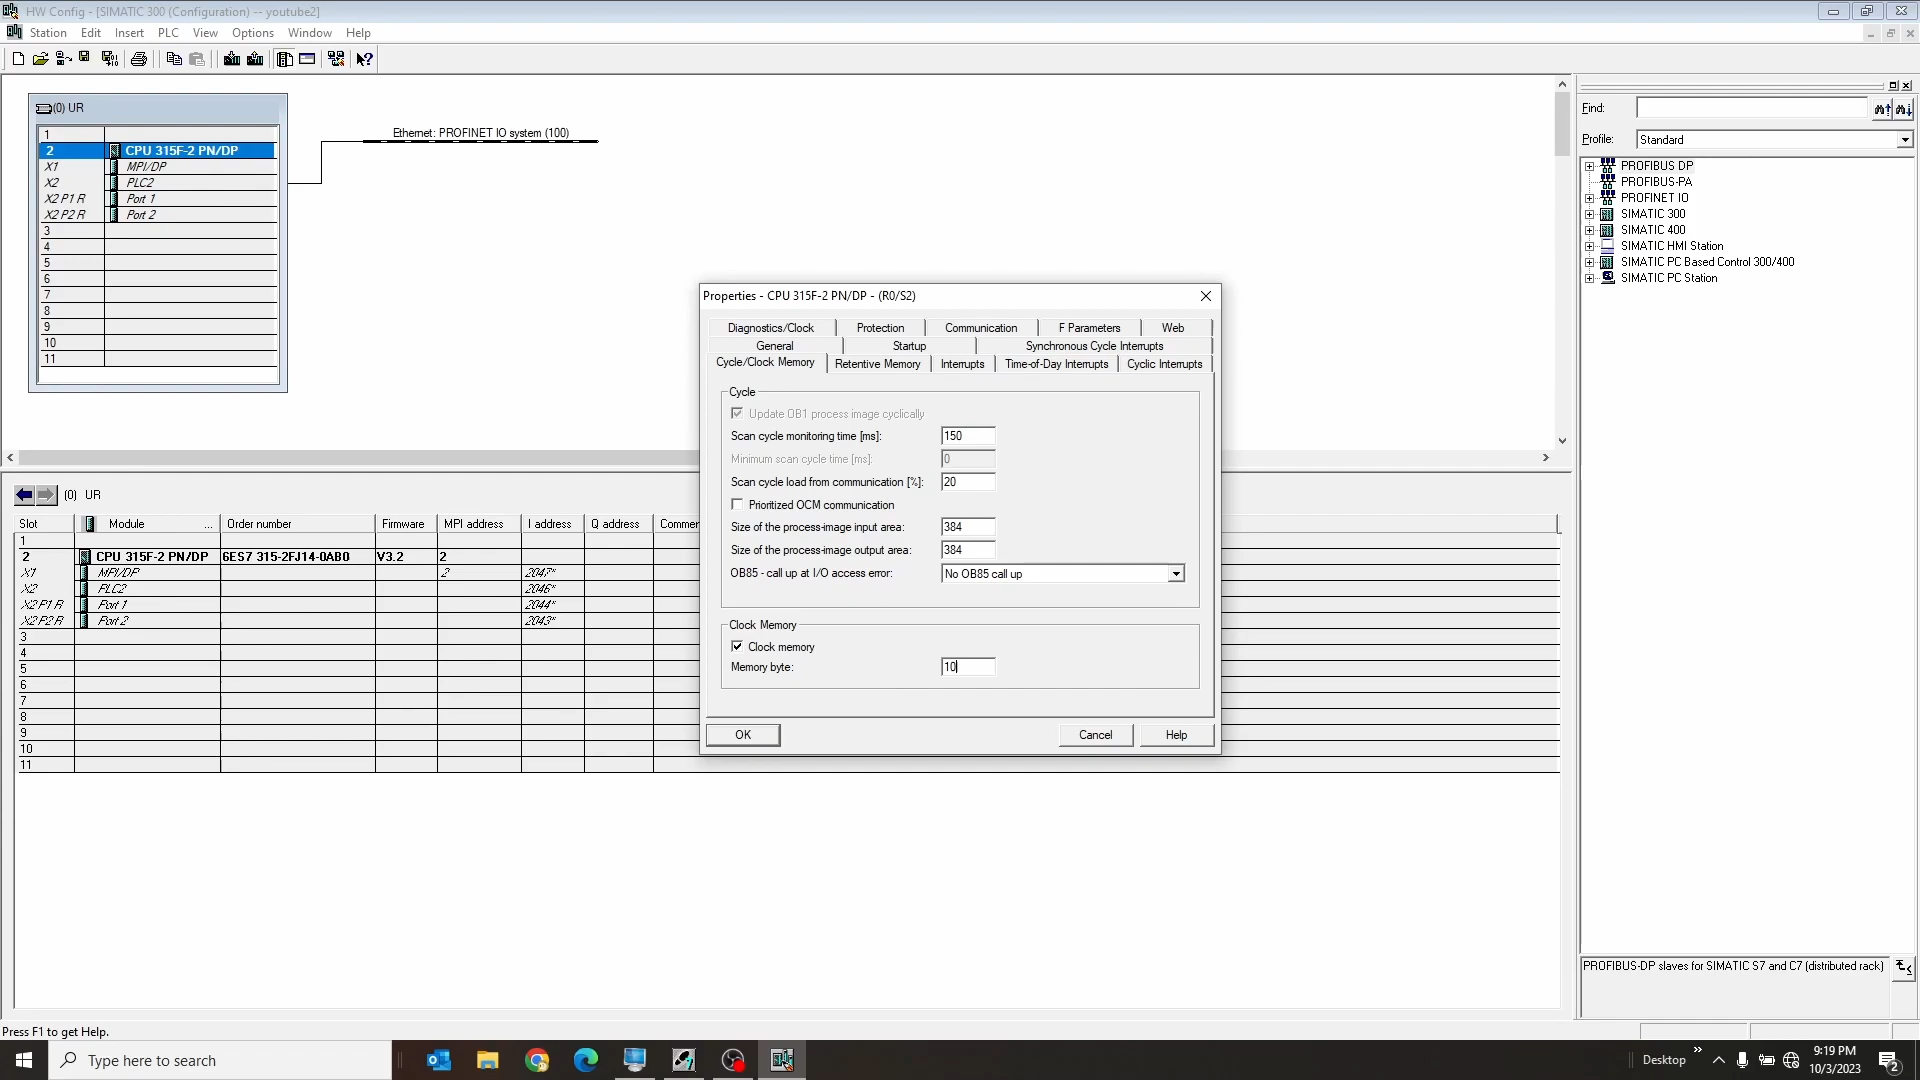 HW Config - [SIMATIC 300 (Configuration) -- youtube2]
Station Edit Insert PLC View Options Window Help
(0) UR
1
2 CPU 315F-2 PN/DP
X1 MPI/DP
X2 PLC2
X2 P1 R Port 1
X2 P2 R Port 2
3
4
5
6
7
8
9
10
11
Ethernet: PROFINET IO system (100)
Find:
Profile: Standard
PROFIBUS DP
PROFIBUS-PA
PROFINET IO
SIMATIC 300
SIMATIC 400
SIMATIC HMI Station
SIMATIC PC Based Control 300/400
SIMATIC PC Station
PROFIBUS-DP slaves for SIMATIC S7 and C7 (distributed rack)
Properties - CPU 315F-2 PN/DP - (R0/S2)
Diagnostics/Clock Protection Communication F Parameters Web
General Startup Synchronous Cycle Interrupts
Cycle/Clock Memory Retentive Memory Interrupts Time-of-Day Interrupts Cyclic Interrupts
Cycle
Update OB1 process image cyclically
Scan cycle monitoring time [ms]: 150
Minimum scan cycle time [ms]: 0
Scan cycle load from communication [%]: 20
Prioritized OCM communication
Size of the process-image input area: 384
Size of the process-image output area: 384
OB85 - call up at I/O access error: No OB85 call up
Clock Memory
Clock memory
Memory byte: 10
OK Cancel Help
(0) UR
Slot Module ... Order number Firmware MPI address I address Q address Commer
1
2 CPU 315F-2 PN/DP 6ES7 315-2FJ14-0AB0 V3.2 2
X1 MPI/DP 2 2047*
X2 PLC2 2046*
X2 P1 R Port 1 2044*
X2 P2 R Port 2 2043*
3
4
5
6
7
8
9
10
11
Press F1 to get Help.
Type here to search
Desktop
9:19 PM
10/3/2023
2